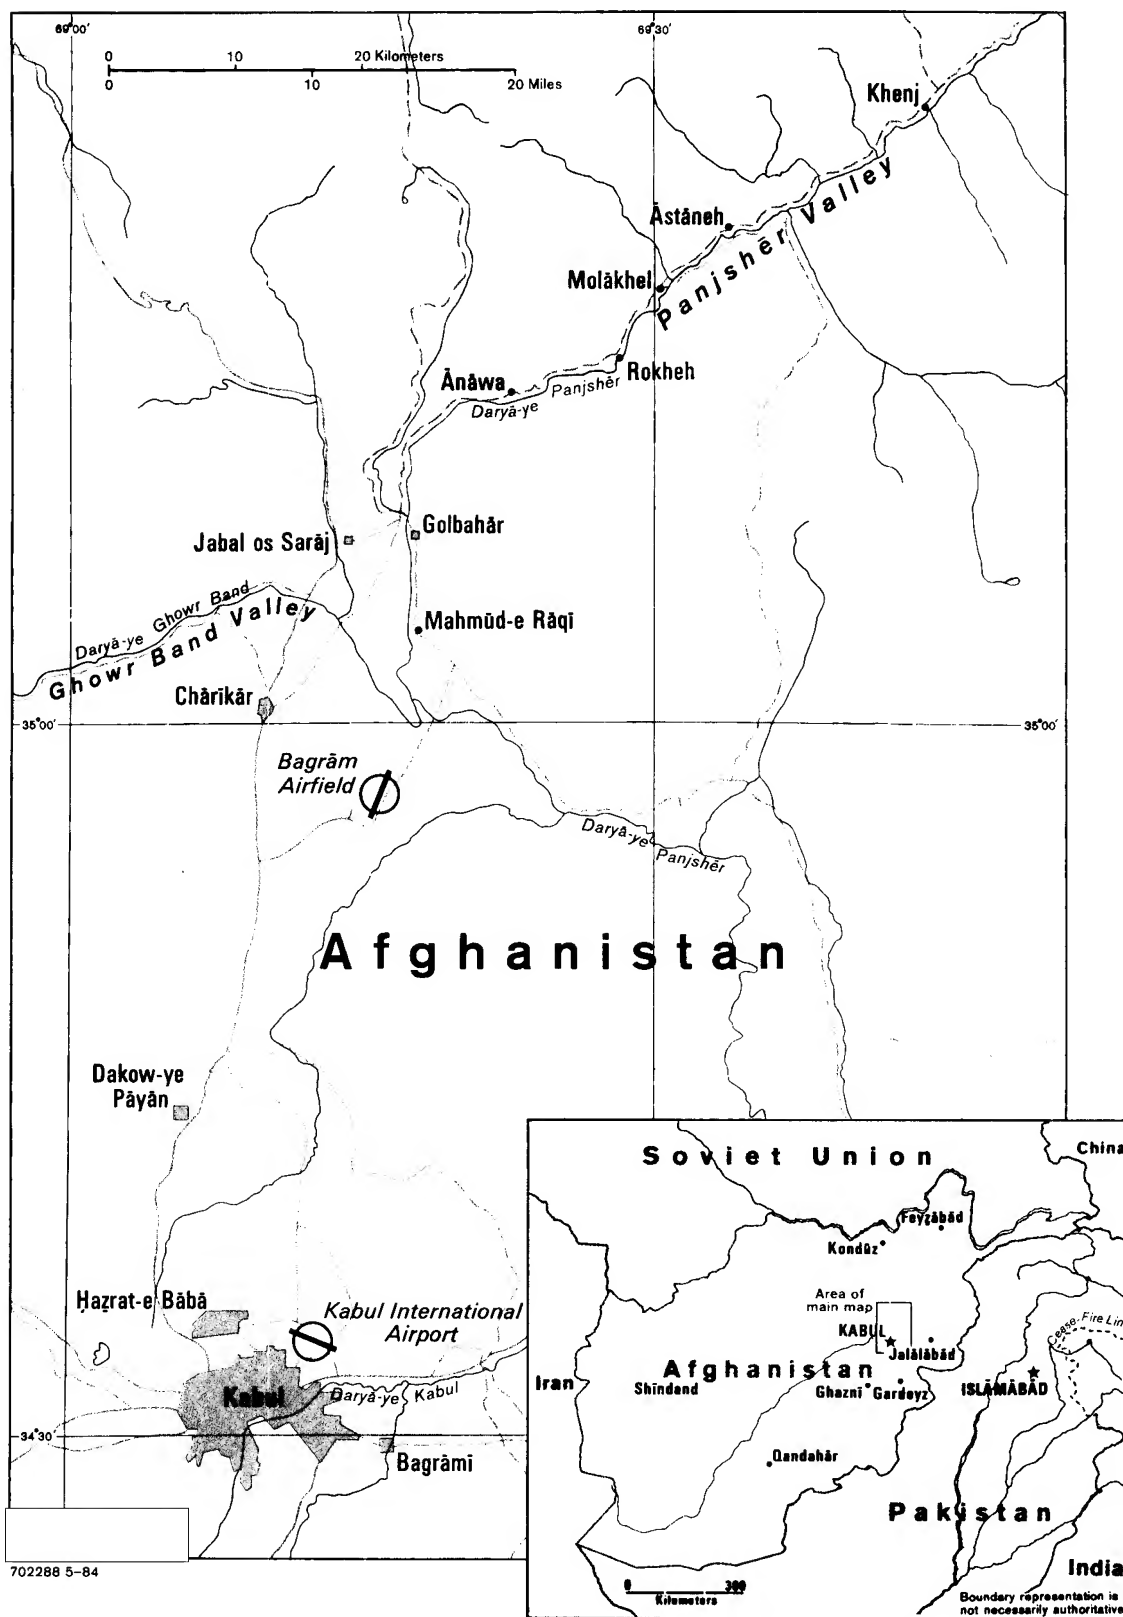 69°00'
69°30'
0 10 20 Kilometers
0 10 20 Miles
Khenj
Āstāneh
Panjshēr Valley
Molākhel
Rokheh
Ānāwa
Daryā-ye Panjshēr
Golbahār
Jabal os Sarāj
Daryā-ye Ghowr Band
Ghowr Band Valley
Mahmūd-e Rāqī
Chārīkār
35°00'
35°00'
Bagrām
Airfield
Daryā-ye Panjshēr
Afghanistan
Dakow-ye
Pāyān
Ḥaẕrat-e Bābā
Kabul International
Airport
Kabul
Daryā-ye Kabul
34°30'
Bagrāmī
702288 5-84
Soviet Union
China
Feyẕābād
Kondūz
Area of
main map
KABUL
Jalālābād
Cease-Fire Line
Afghanistan
Iran
Shīndand
Ghaznī
Gardeyz
ISLĀMĀBĀD
Qandahār
Pakistan
India
0 300
Kilometers
Boundary representation is
not necessarily authoritative